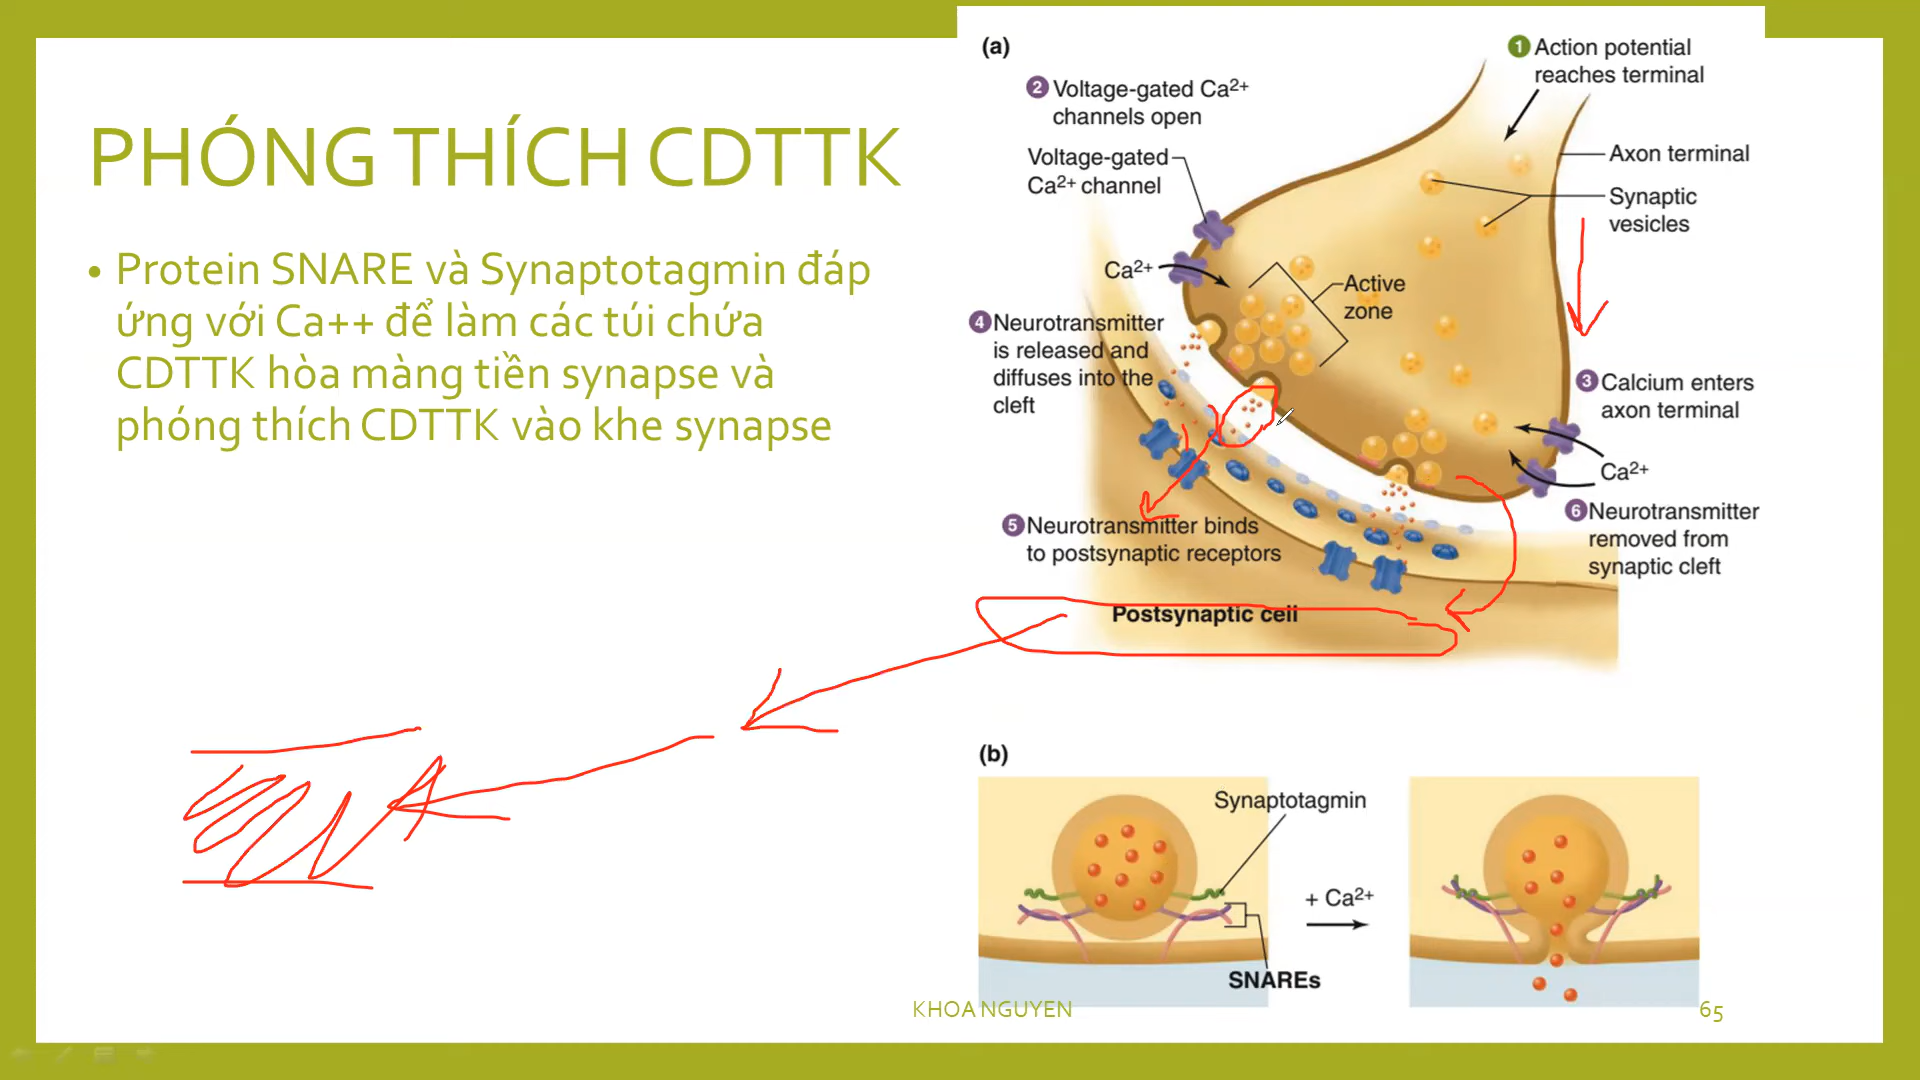 PHÓNG THÍCH CDTTK
• Protein SNARE và Synaptotagmin đáp
ứng với Ca++ để làm các túi chứa
CDTTK hòa màng tiền synapse và
phóng thích CDTTK vào khe synapse
(a)
1 Action potential
reaches terminal
2 Voltage-gated Ca2+
channels open
Voltage-gated
Ca2+ channel
Axon terminal
Synaptic
vesicles
Ca2+
Active
zone
4 Neurotransmitter
is released and
diffuses into the
cleft
3 Calcium enters
axon terminal
Ca2+
5 Neurotransmitter binds
to postsynaptic receptors
6 Neurotransmitter
removed from
synaptic cleft
Postsynaptic cell
(b)
Synaptotagmin
+ Ca2+
SNAREs
KHOA NGUYEN
65